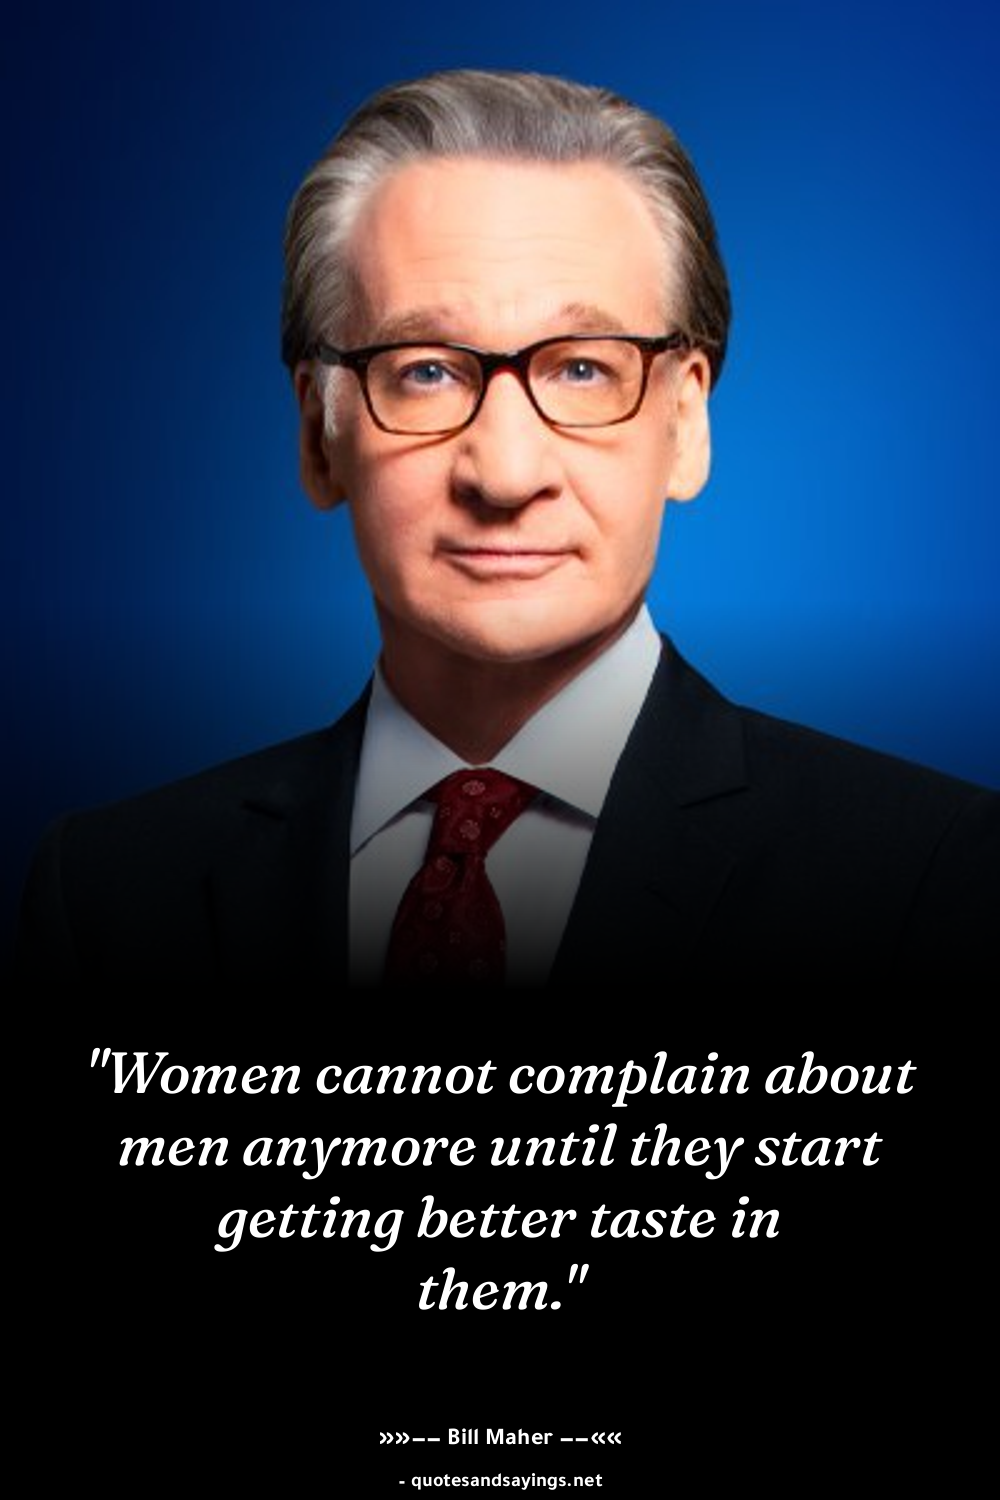 "Women cannot complain about
men anymore until they start
getting better taste in
them."
»»–– Bill Maher ––««
- quotesandsayings.net